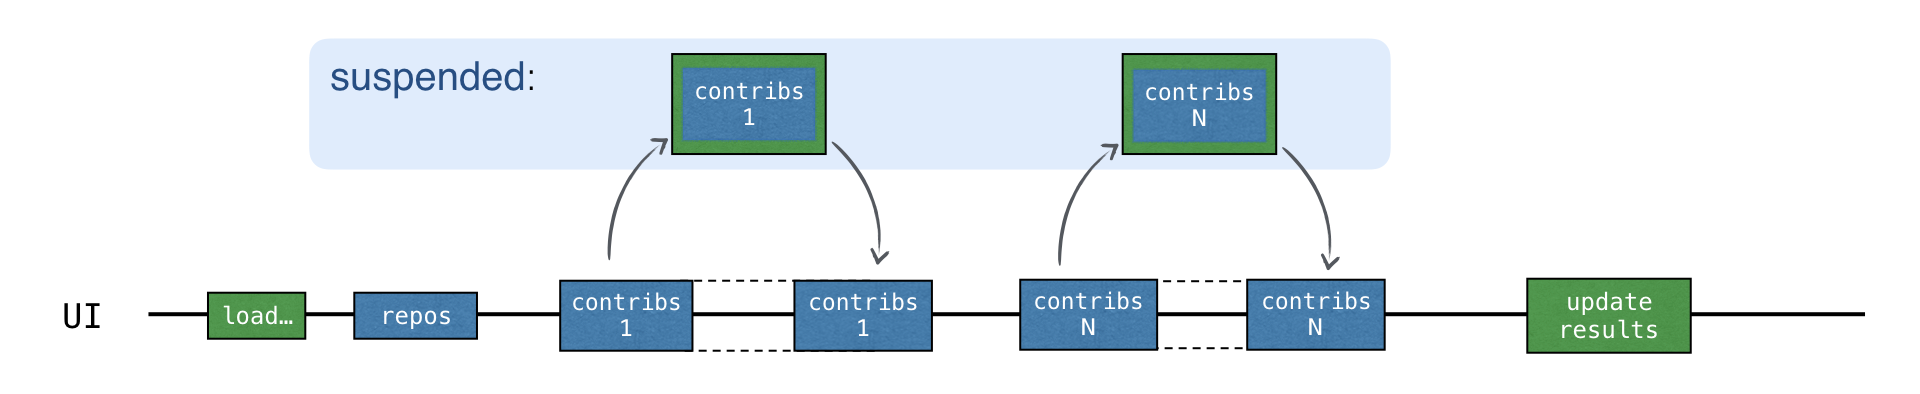 suspended:
contribs
1
contribs
N
UI
load…
repos
contribs
1
contribs
1
contribs
N
contribs
N
update
results